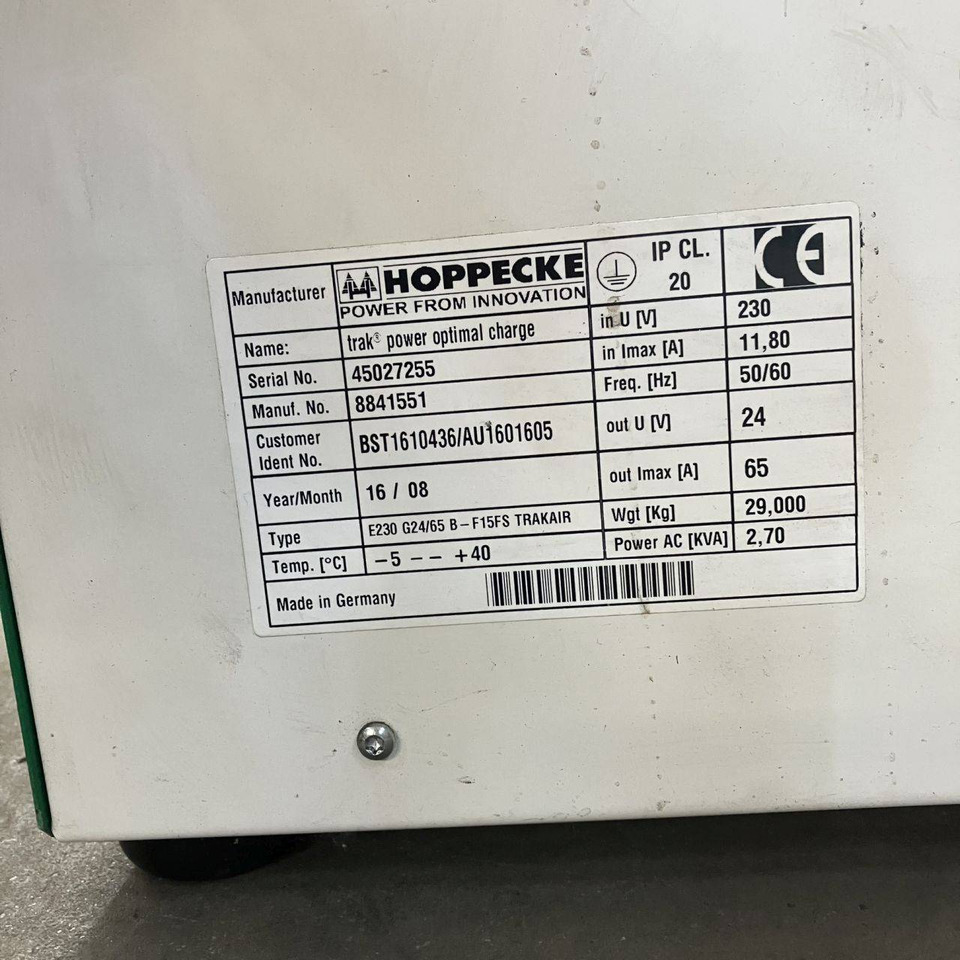 Manufacturer
HOPPECKE
POWER FROM INNOVATION
IP CL.
20
CE
Name: trak® power optimal charge
in U [V] 230
Serial No. 45027255
in Imax [A] 11,80
Manuf. No. 8841551
Freq. [Hz] 50/60
Customer
Ident No. BST1610436/AU1601605
out U [V] 24
Year/Month 16 / 08
out Imax [A] 65
Type E230 G24/65 B-F15FS TRAKAIR
Wgt [Kg] 29,000
Temp. [°C] -5 -- +40
Power AC [KVA] 2,70
Made in Germany